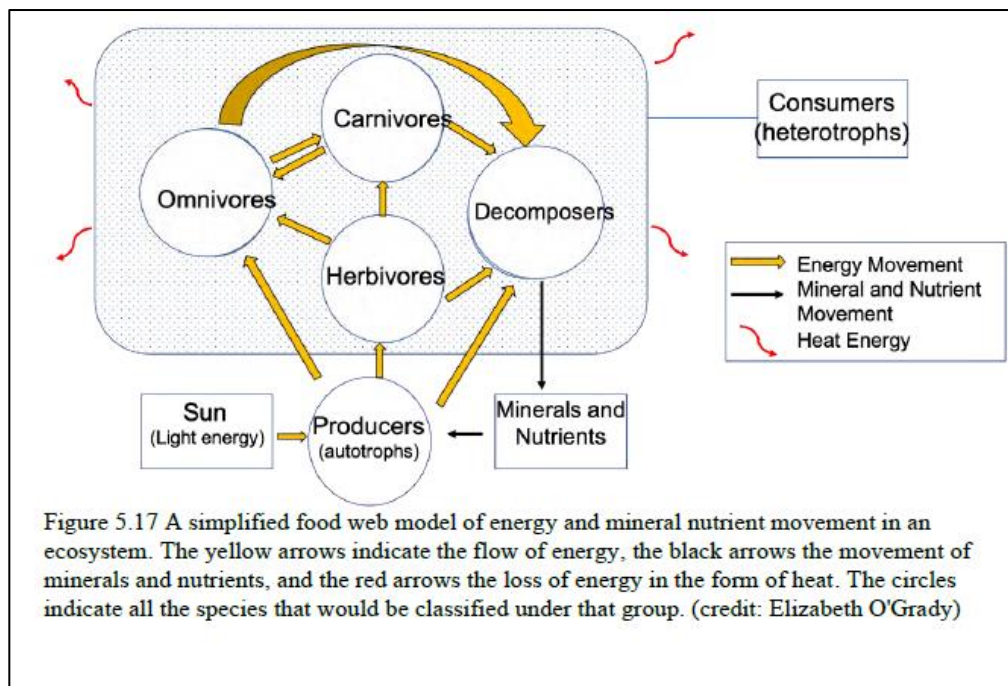 Carnivores
Consumers
(heterotrophs)
Omnivores
Decomposers
Herbivores
Energy Movement
Mineral and Nutrient
Movement
Heat Energy
Sun
(Light energy)
Producers
(autotrophs)
Minerals and
Nutrients
Figure 5.17 A simplified food web model of energy and mineral nutrient movement in an
ecosystem. The yellow arrows indicate the flow of energy, the black arrows the movement of
minerals and nutrients, and the red arrows the loss of energy in the form of heat. The circles
indicate all the species that would be classified under that group. (credit: Elizabeth O'Grady)